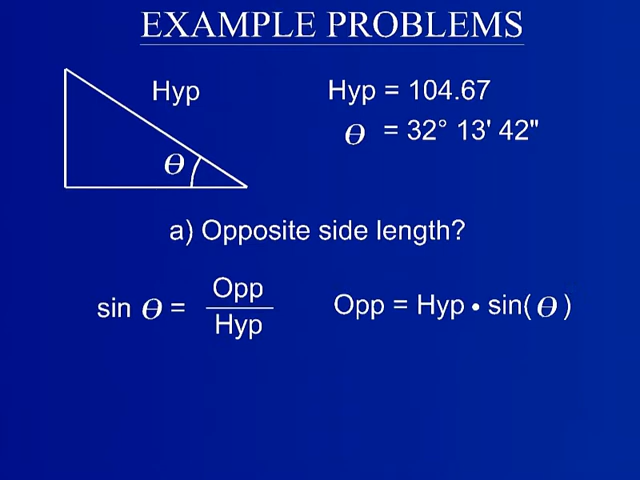 EXAMPLE PROBLEMS
Hyp
Hyp = 104.67
ϴ = 32° 13' 42"
ϴ
a) Opposite side length?
sin ϴ = Opp
Hyp
Opp = Hyp • sin( ϴ )